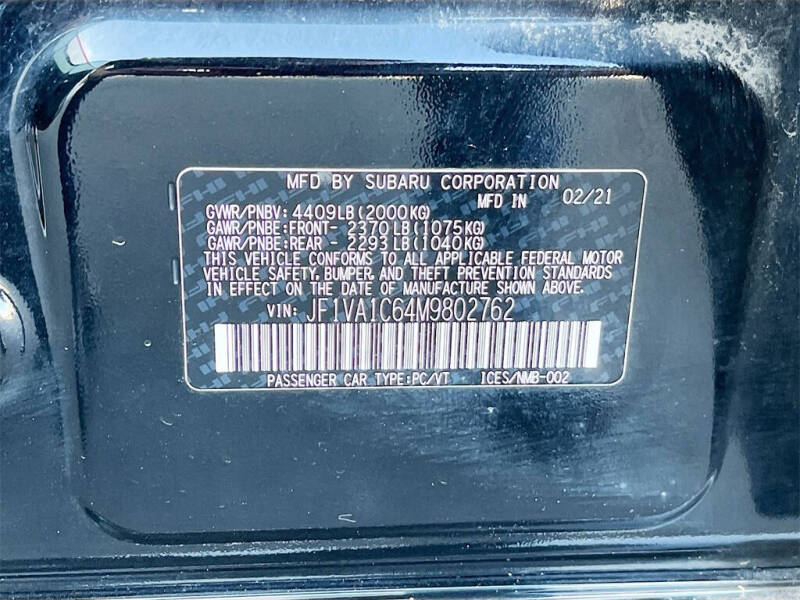 MFD BY SUBARU CORPORATION
MFD IN 02/21
GVWR/PNBV: 4409LB(2000KG)
GAWR/PNBE:FRONT- 2370LB(1075KG)
GAWR/PNBE:REAR - 2293LB(1040KG)
THIS VEHICLE CONFORMS TO ALL APPLICABLE FEDERAL MOTOR
VEHICLE SAFETY, BUMPER, AND THEFT PREVENTION STANDARDS
IN EFFECT ON THE DATE OF MANUFACTURE SHOWN ABOVE.
VIN: JF1VA1C64M9802762
PASSENGER CAR TYPE:PC/VT ICES/NMB-002